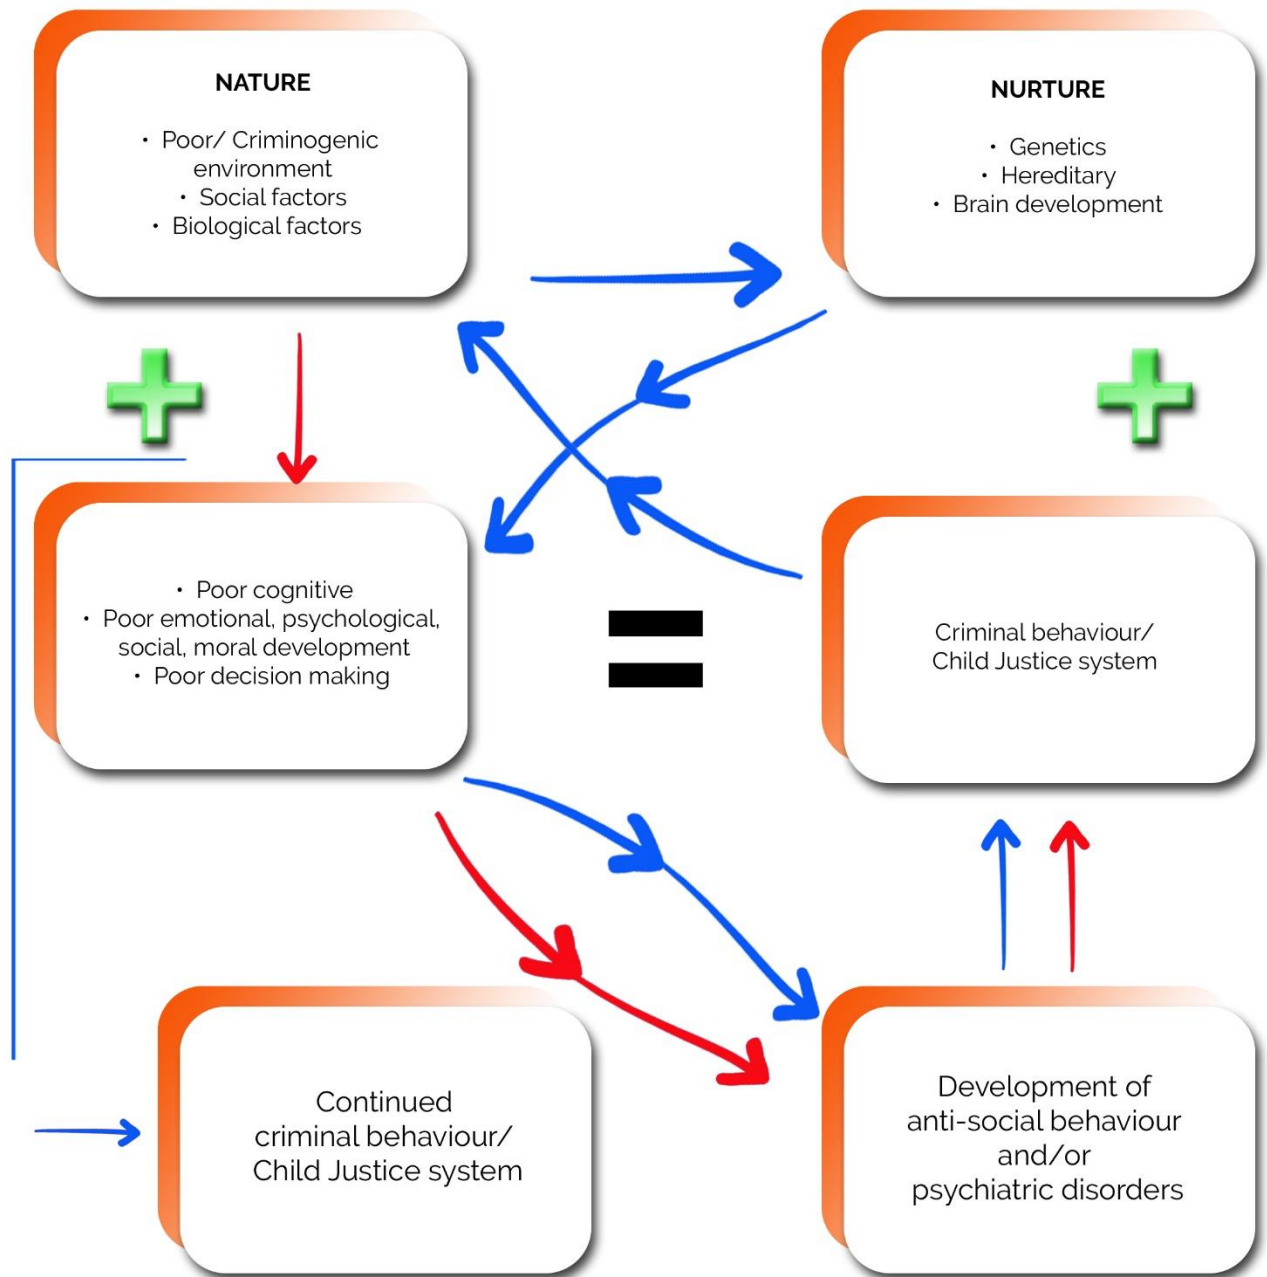 NATURE
• Poor/ Criminogenic
environment
• Social factors
• Biological factors
NURTURE
• Genetics
• Hereditary
• Brain development
• Poor cognitive
• Poor emotional, psychological,
social, moral development
• Poor decision making
Criminal behaviour/
Child Justice system
Continued
criminal behaviour/
Child Justice system
Development of
anti-social behaviour
and/or
psychiatric disorders